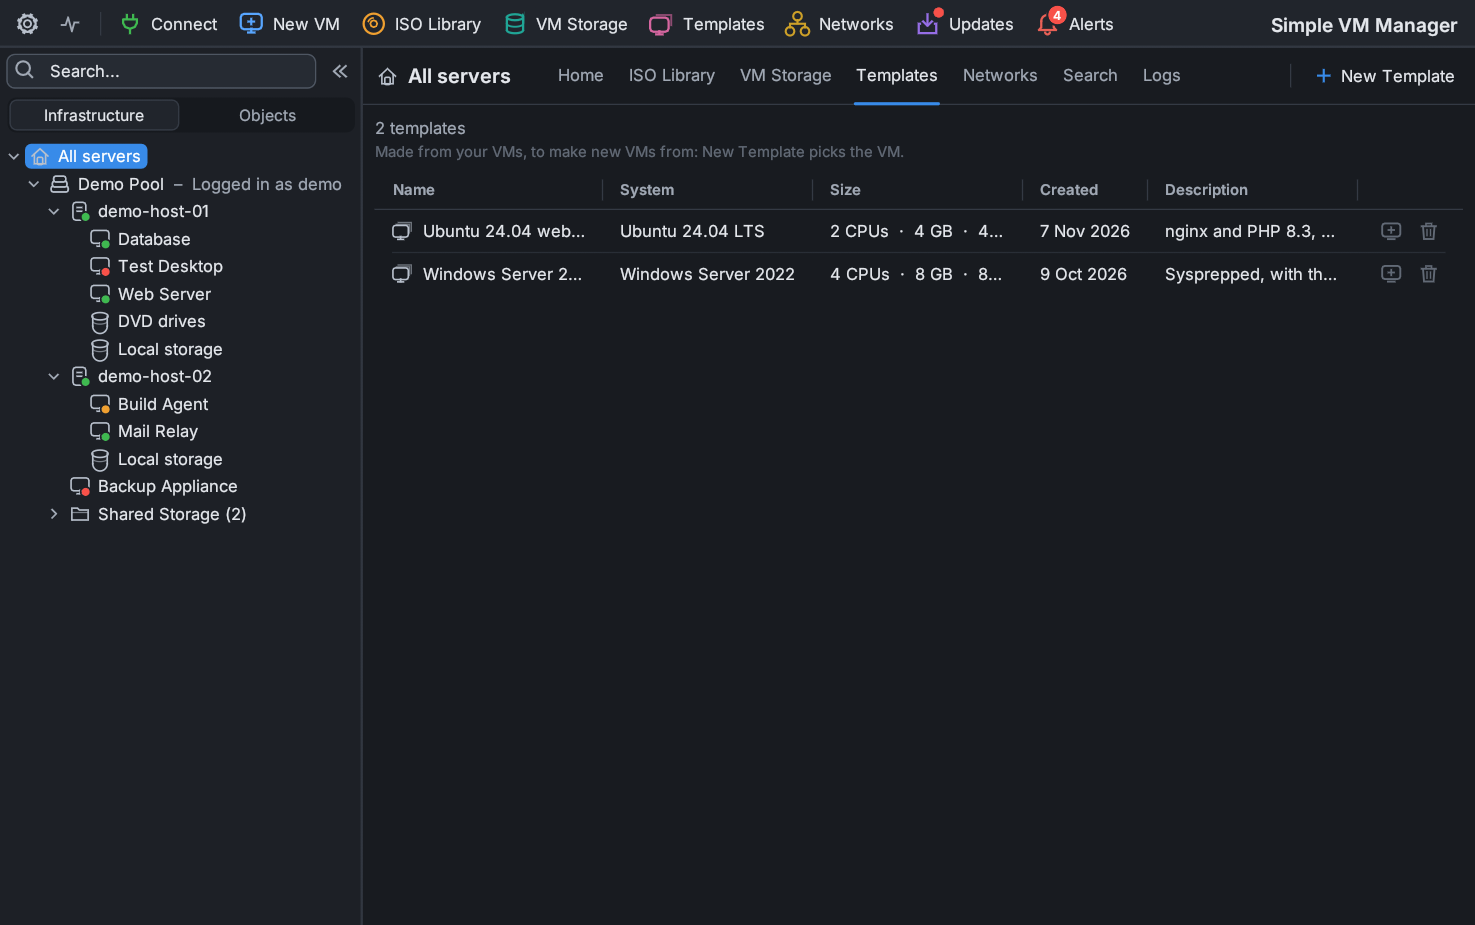 Connect
New VM
ISO Library
VM Storage
Templates
Networks
Updates
4
Alerts
Simple VM Manager
Search...
Infrastructure
Objects
All servers
Demo Pool – Logged in as demo
demo-host-01
Database
Test Desktop
Web Server
DVD drives
Local storage
demo-host-02
Build Agent
Mail Relay
Local storage
Backup Appliance
Shared Storage (2)
All servers
Home
ISO Library
VM Storage
Templates
Networks
Search
Logs
New Template
2 templates
Made from your VMs, to make new VMs from: New Template picks the VM.
Name System Size Created Description
Ubuntu 24.04 web... Ubuntu 24.04 LTS 2 CPUs · 4 GB · 4... 7 Nov 2026 nginx and PHP 8.3, ...
Windows Server 2... Windows Server 2022 4 CPUs · 8 GB · 8... 9 Oct 2026 Sysprepped, with th...